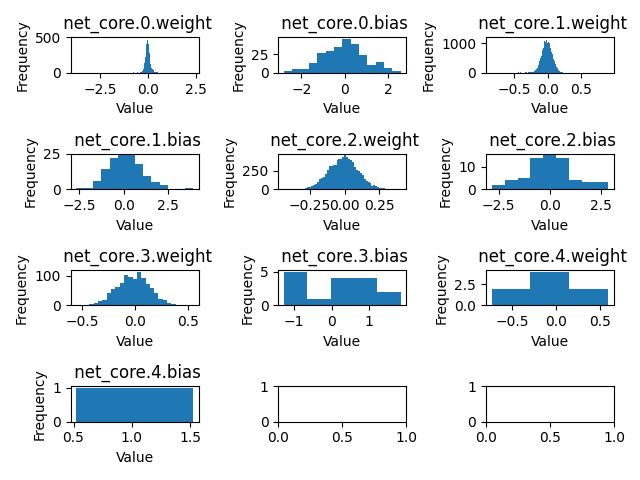 net_core.0.weight
500
0
Frequency
−2.5 0.0 2.5
Value
net_core.0.bias
25
0
Frequency
−2 0 2
Value
net_core.1.weight
1000
0
Frequency
−0.5 0.0 0.5
Value
net_core.1.bias
25
0
Frequency
−2.5 0.0 2.5
Value
net_core.2.weight
250
0
Frequency
−0.25 0.00 0.25
Value
net_core.2.bias
10
0
Frequency
−2.5 0.0 2.5
Value
net_core.3.weight
100
0
Frequency
−0.5 0.0 0.5
Value
net_core.3.bias
5
0
Frequency
−1 0 1
Value
net_core.4.weight
2.5
0.0
Frequency
−0.5 0.0 0.5
Value
net_core.4.bias
1
0
Frequency
0.5 1.0 1.5
Value
1
0
0.0 0.5 1.0
1
0
0.0 0.5 1.0